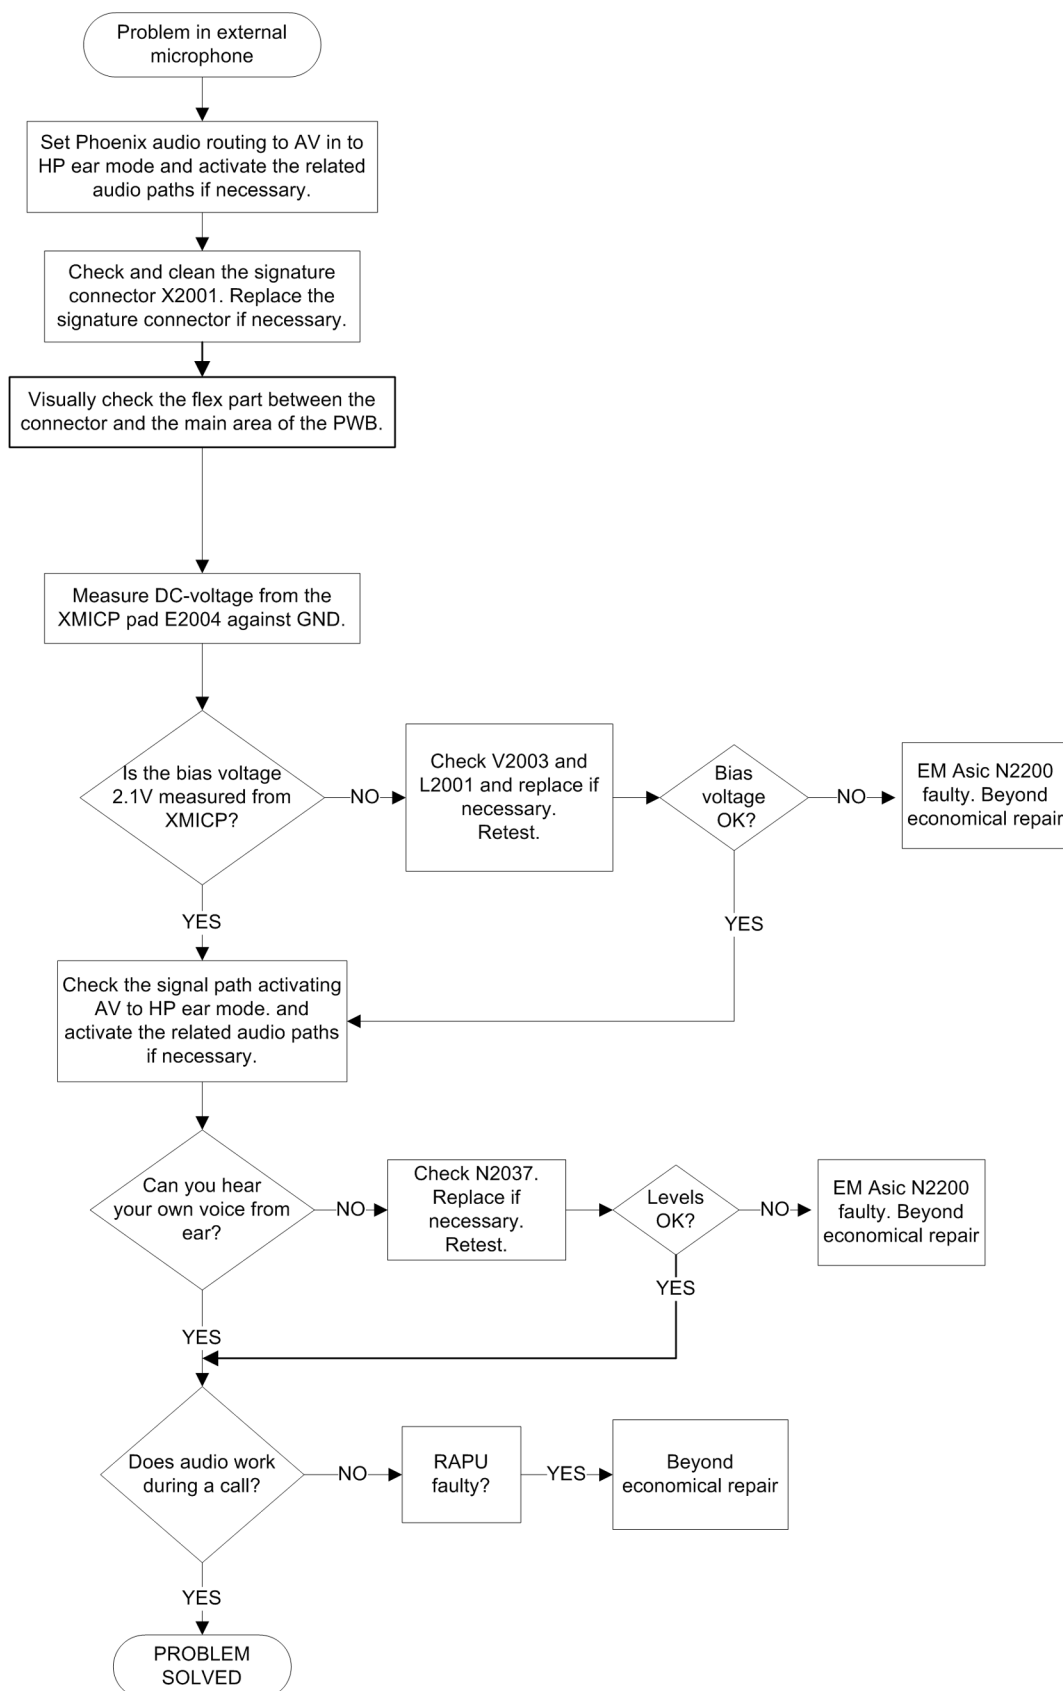 Problem in external
microphone
Set Phoenix audio routing to AV in to
HP ear mode and activate the related
audio paths if necessary.
Check and clean the signature
connector X2001. Replace the
signature connector if necessary.
Visually check the flex part between the
connector and the main area of the PWB.
Measure DC-voltage from the
XMICP pad E2004 against GND.
Is the bias voltage
2.1V measured from
XMICP?
NO
Check V2003 and
L2001 and replace if
necessary.
Retest.
Bias
voltage
OK?
NO
EM Asic N2200
faulty. Beyond
economical repair
YES
YES
Check the signal path activating
AV to HP ear mode. and
activate the related audio paths
if necessary.
Can you hear
your own voice from
ear?
NO
Check N2037.
Replace if
necessary.
Retest.
Levels
OK?
NO
EM Asic N2200
faulty. Beyond
economical repair
YES
YES
Does audio work
during a call?
NO
RAPU
faulty?
YES
Beyond
economical repair
YES
PROBLEM
SOLVED